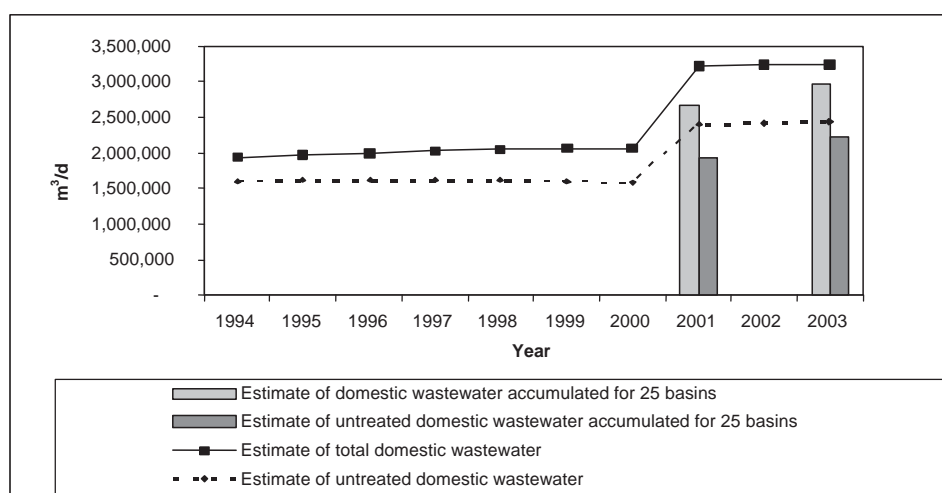 3,500,000
3,000,000
2,500,000
2,000,000
1,500,000
1,000,000
500,000
-
m³/d
1994 1995 1996 1997 1998 1999 2000 2001 2002 2003
Year
Estimate of domestic wastewater accumulated for 25 basins
Estimate of untreated domestic wastewater accumulated for 25 basins
Estimate of total domestic wastewater
Estimate of untreated domestic wastewater